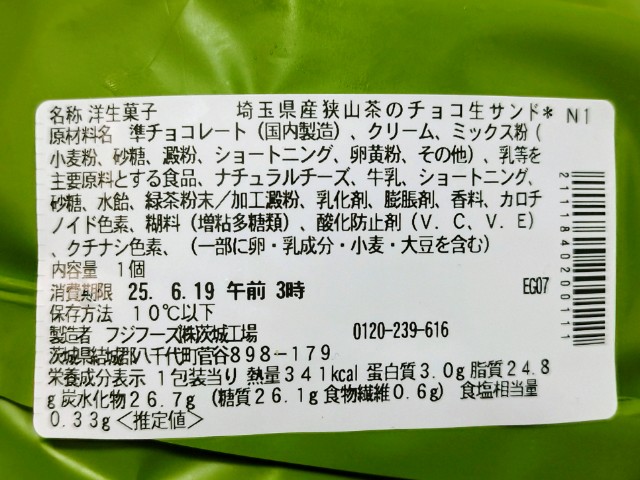 名称 洋生菓子 埼玉県産狭山茶のチョコ生サンド* N1
原材料名 準チョコレート(国内製造)、クリーム、ミックス粉(
小麦粉、砂糖、澱粉、ショートニング、卵黄粉、その他)、乳等を
主要原料とする食品、ナチュラルチーズ、牛乳、ショートニング、
砂糖、水飴、緑茶粉末/加工澱粉、乳化剤、膨脹剤、香料、カロチ
ノイド色素、糊料(増粘多糖類)、酸化防止剤(V.C、V.E)
、クチナシ色素、(一部に卵・乳成分・小麦・大豆を含む)
内容量 1個
消費期限 25. 6.19 午前 3時
EG07
保存方法 10℃以下
製造者 フジフーズ㈱茨城工場 0120-239-616
茨城県結城郡八千代町菅谷898-179
栄養成分表示 1包装当り 熱量341kcal 蛋白質3.0g 脂質24.8
g 炭水化物26.7g (糖質26.1g 食物繊維0.6g) 食塩相当量
0.33g <推定値>
2111840200111